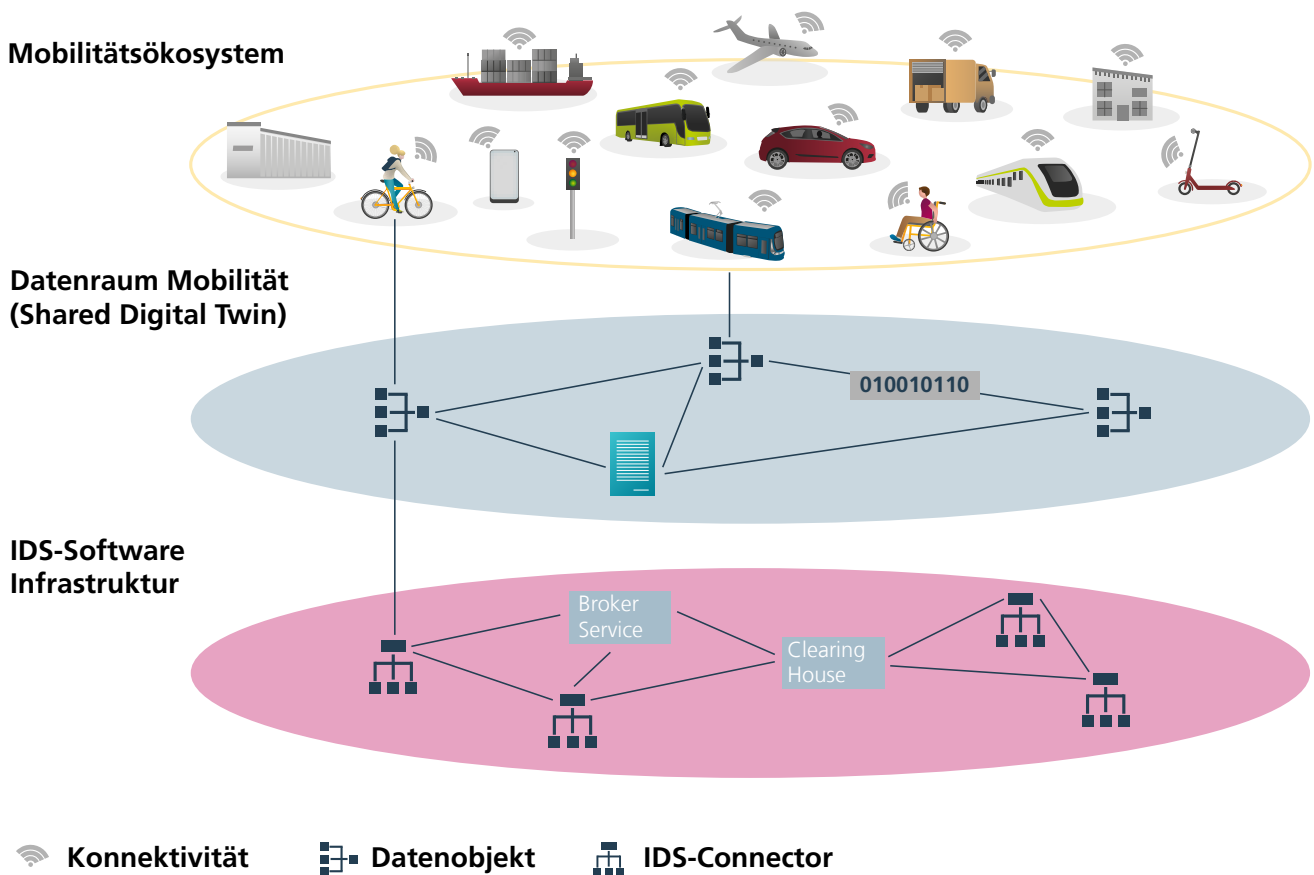 Mobilitätsökosystem
Datenraum Mobilität
(Shared Digital Twin)
010010110
IDS-Software
Infrastruktur
Broker
Service
Clearing
House
Konnektivität
Datenobjekt
IDS-Connector